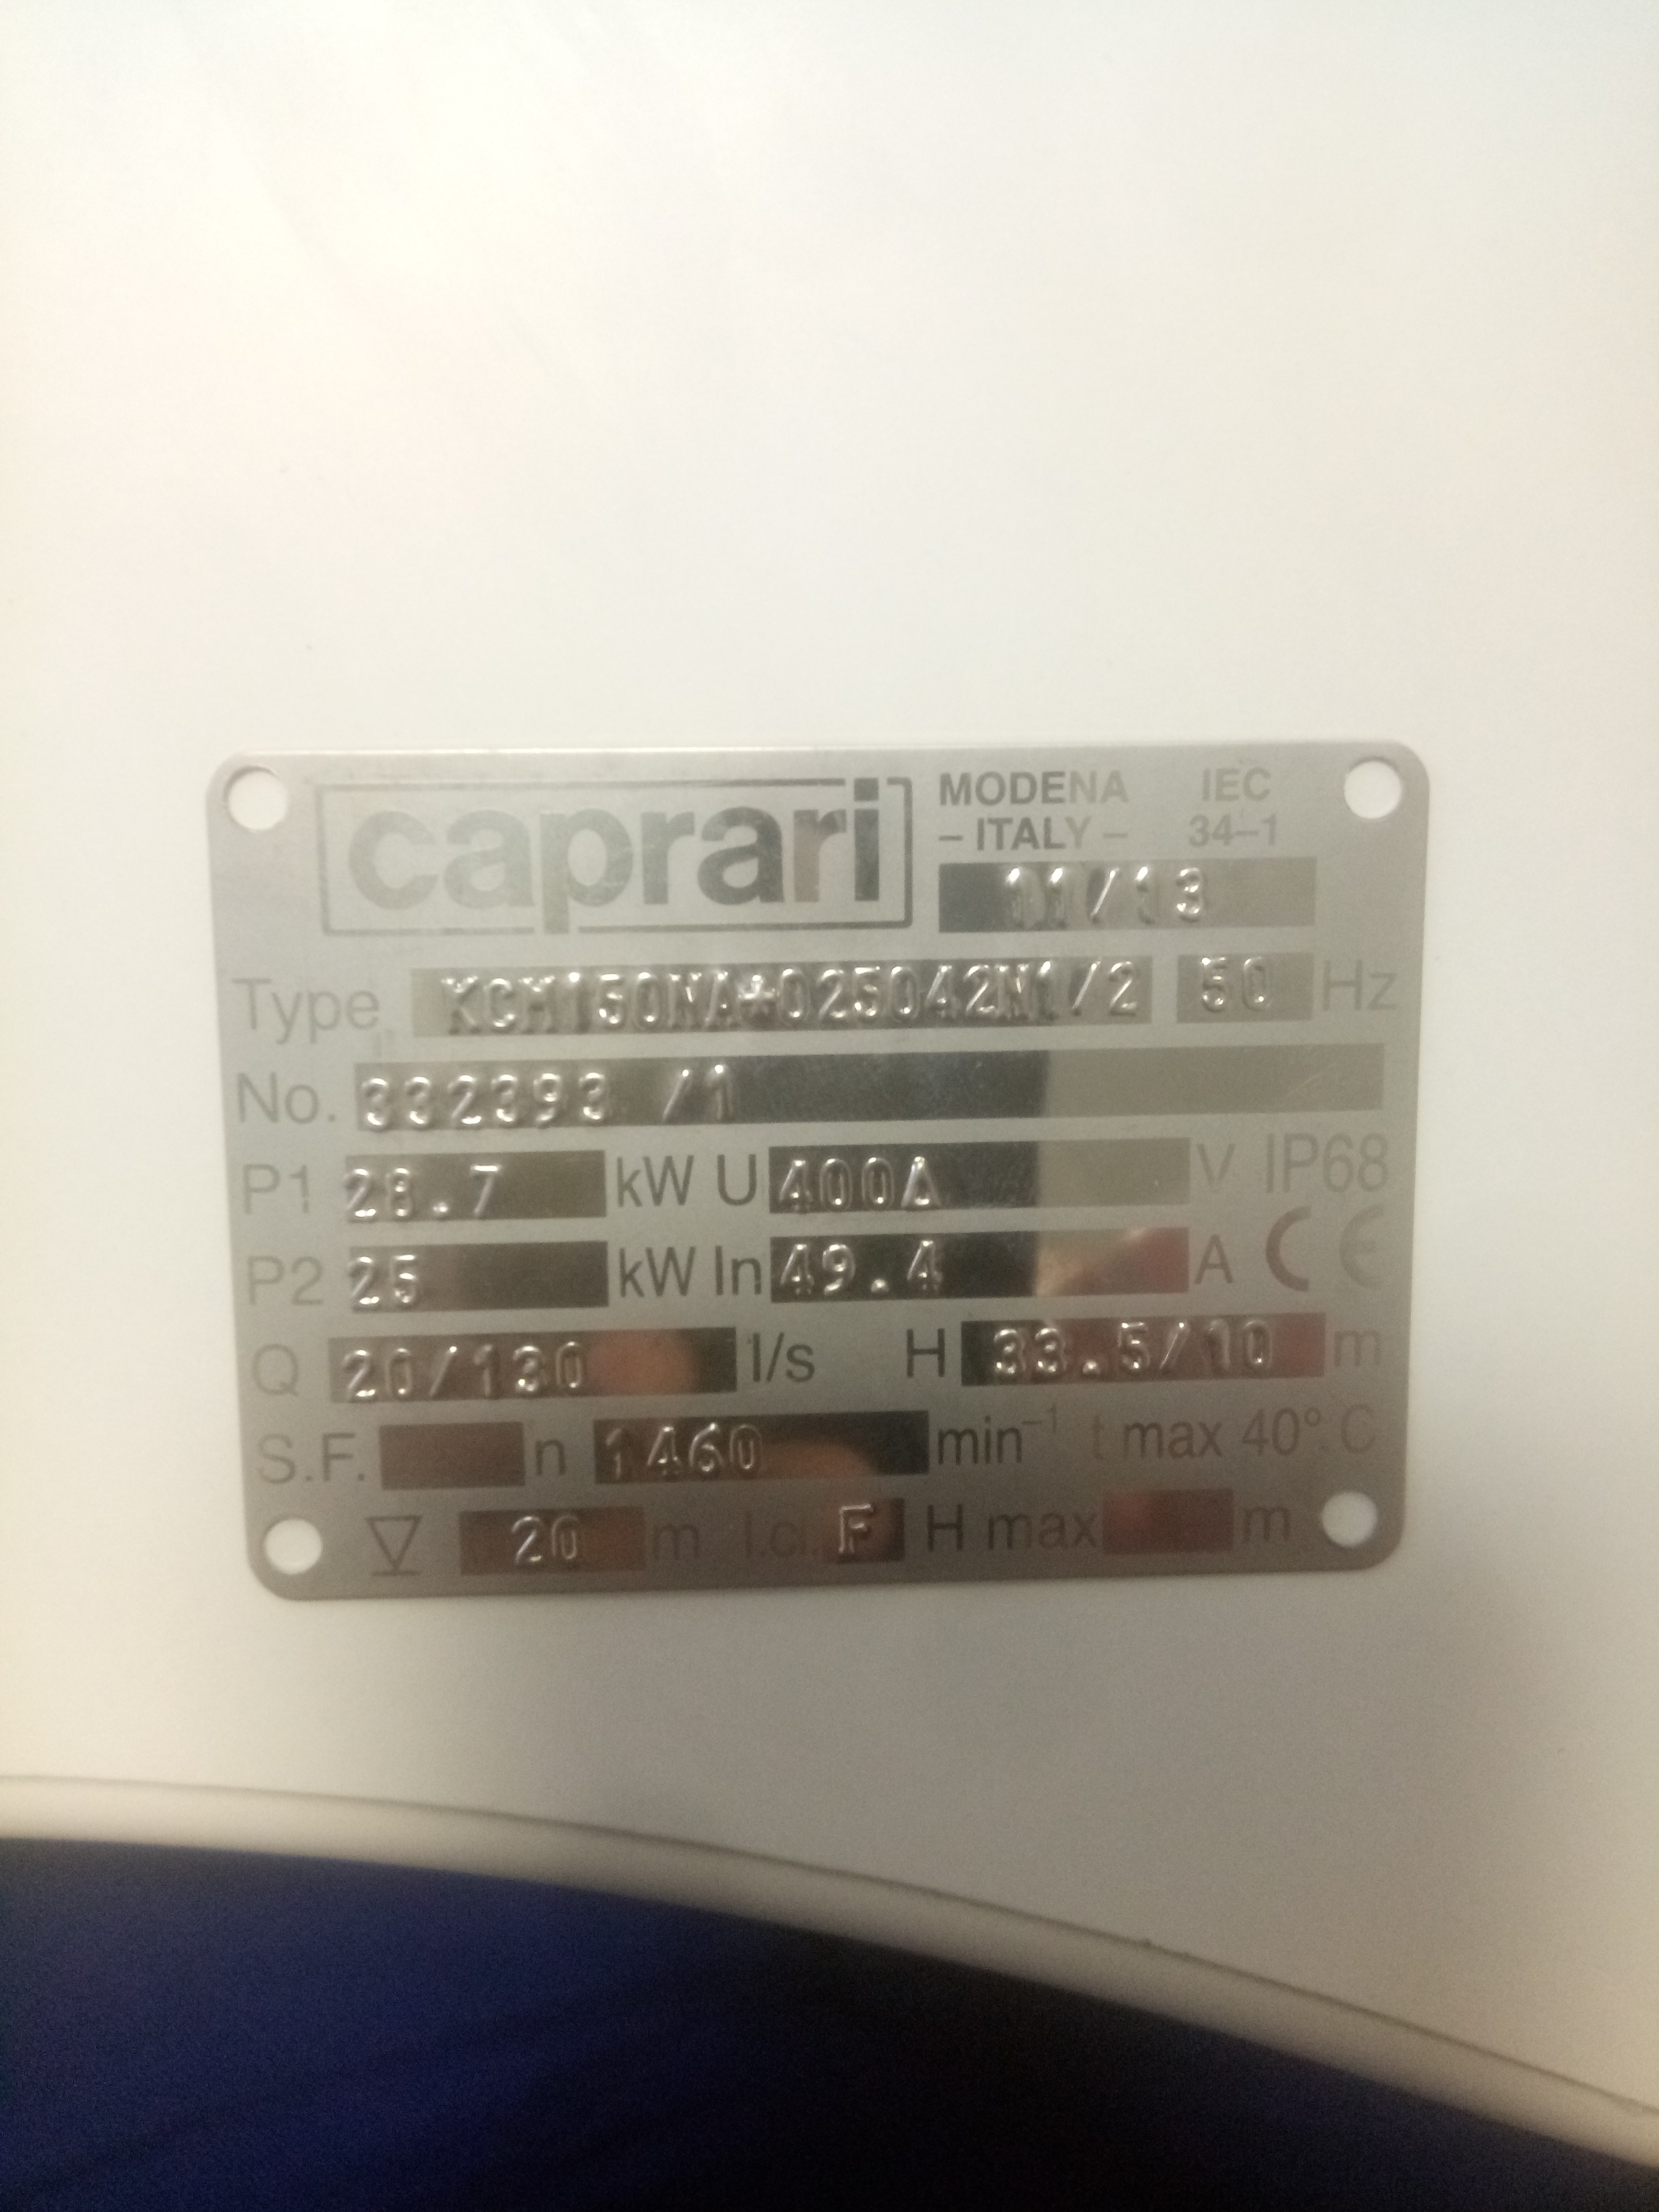 caprari
MODENA IEC
– ITALY – 34–1
11/13
Type KCM150NA+025042N1/2 50 Hz
No. 332393 /1
P1 28.7 kW U 400Δ V IP68
P2 25 kW In 49.4 A CE
Q 20/130 l/s H 33.5/10 m
S.F. n 1460 min⁻¹ t max 40°C
20 m I.cl. F H max m